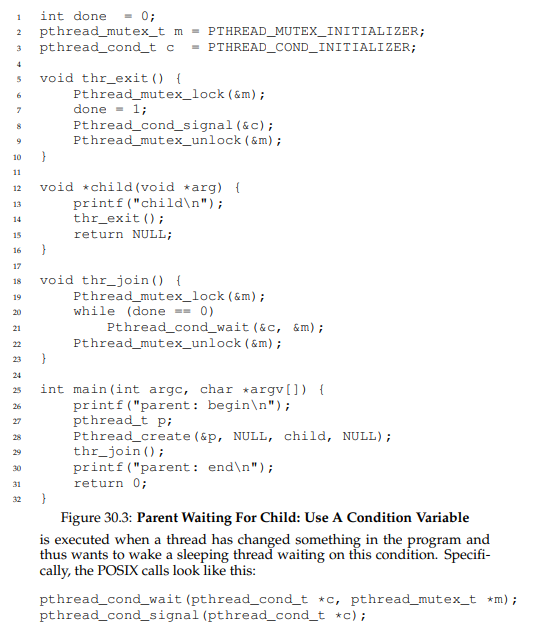 1 int done = 0;
2 pthread_mutex_t m = PTHREAD_MUTEX_INITIALIZER;
3 pthread_cond_t c = PTHREAD_COND_INITIALIZER;
4
5 void thr_exit() {
6 Pthread_mutex_lock(&m);
7 done = 1;
8 Pthread_cond_signal(&c);
9 Pthread_mutex_unlock(&m);
10 }
11
12 void *child(void *arg) {
13 printf("child\n");
14 thr_exit();
15 return NULL;
16 }
17
18 void thr_join() {
19 Pthread_mutex_lock(&m);
20 while (done == 0)
21 Pthread_cond_wait(&c, &m);
22 Pthread_mutex_unlock(&m);
23 }
24
25 int main(int argc, char *argv[]) {
26 printf("parent: begin\n");
27 pthread_t p;
28 Pthread_create(&p, NULL, child, NULL);
29 thr_join();
30 printf("parent: end\n");
31 return 0;
32 }
Figure 30.3: Parent Waiting For Child: Use A Condition Variable
is executed when a thread has changed something in the program and
thus wants to wake a sleeping thread waiting on this condition. Specifi-
cally, the POSIX calls look like this:
pthread_cond_wait(pthread_cond_t *c, pthread_mutex_t *m);
pthread_cond_signal(pthread_cond_t *c);